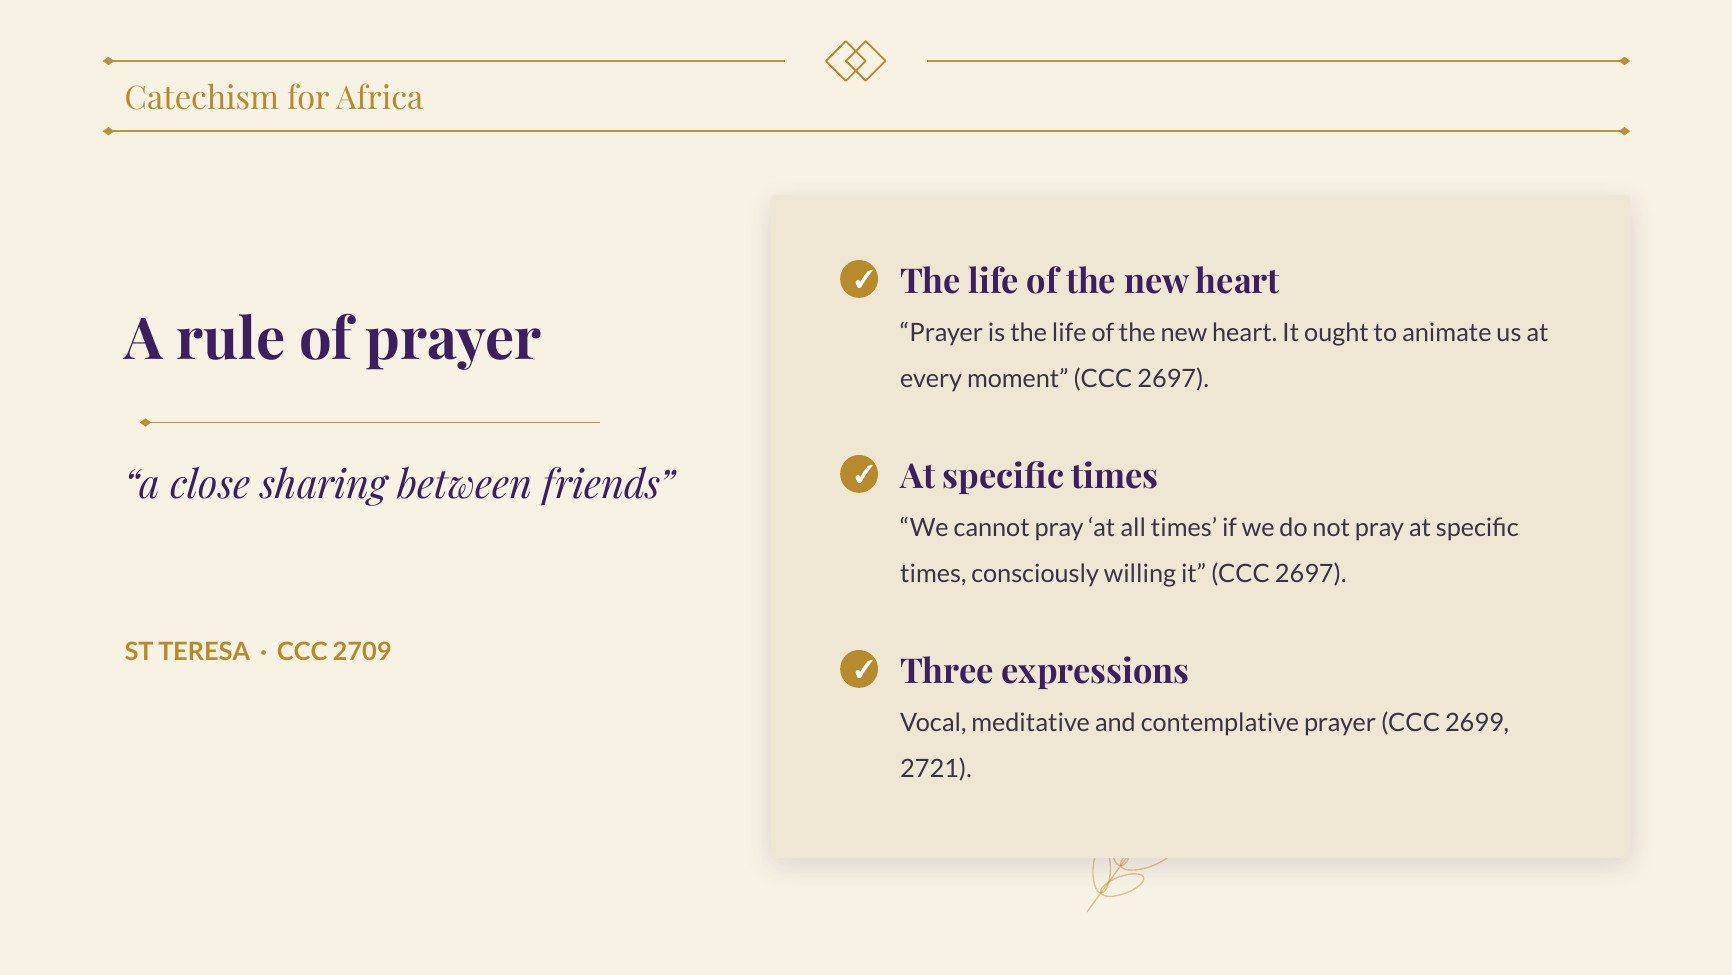 Catechism for Africa
A rule of prayer
“a close sharing between friends”
ST TERESA · CCC 2709
The life of the new heart
“Prayer is the life of the new heart. It ought to animate us at
every moment” (CCC 2697).
At specific times
“We cannot pray ‘at all times’ if we do not pray at specific
times, consciously willing it” (CCC 2697).
Three expressions
Vocal, meditative and contemplative prayer (CCC 2699,
2721).